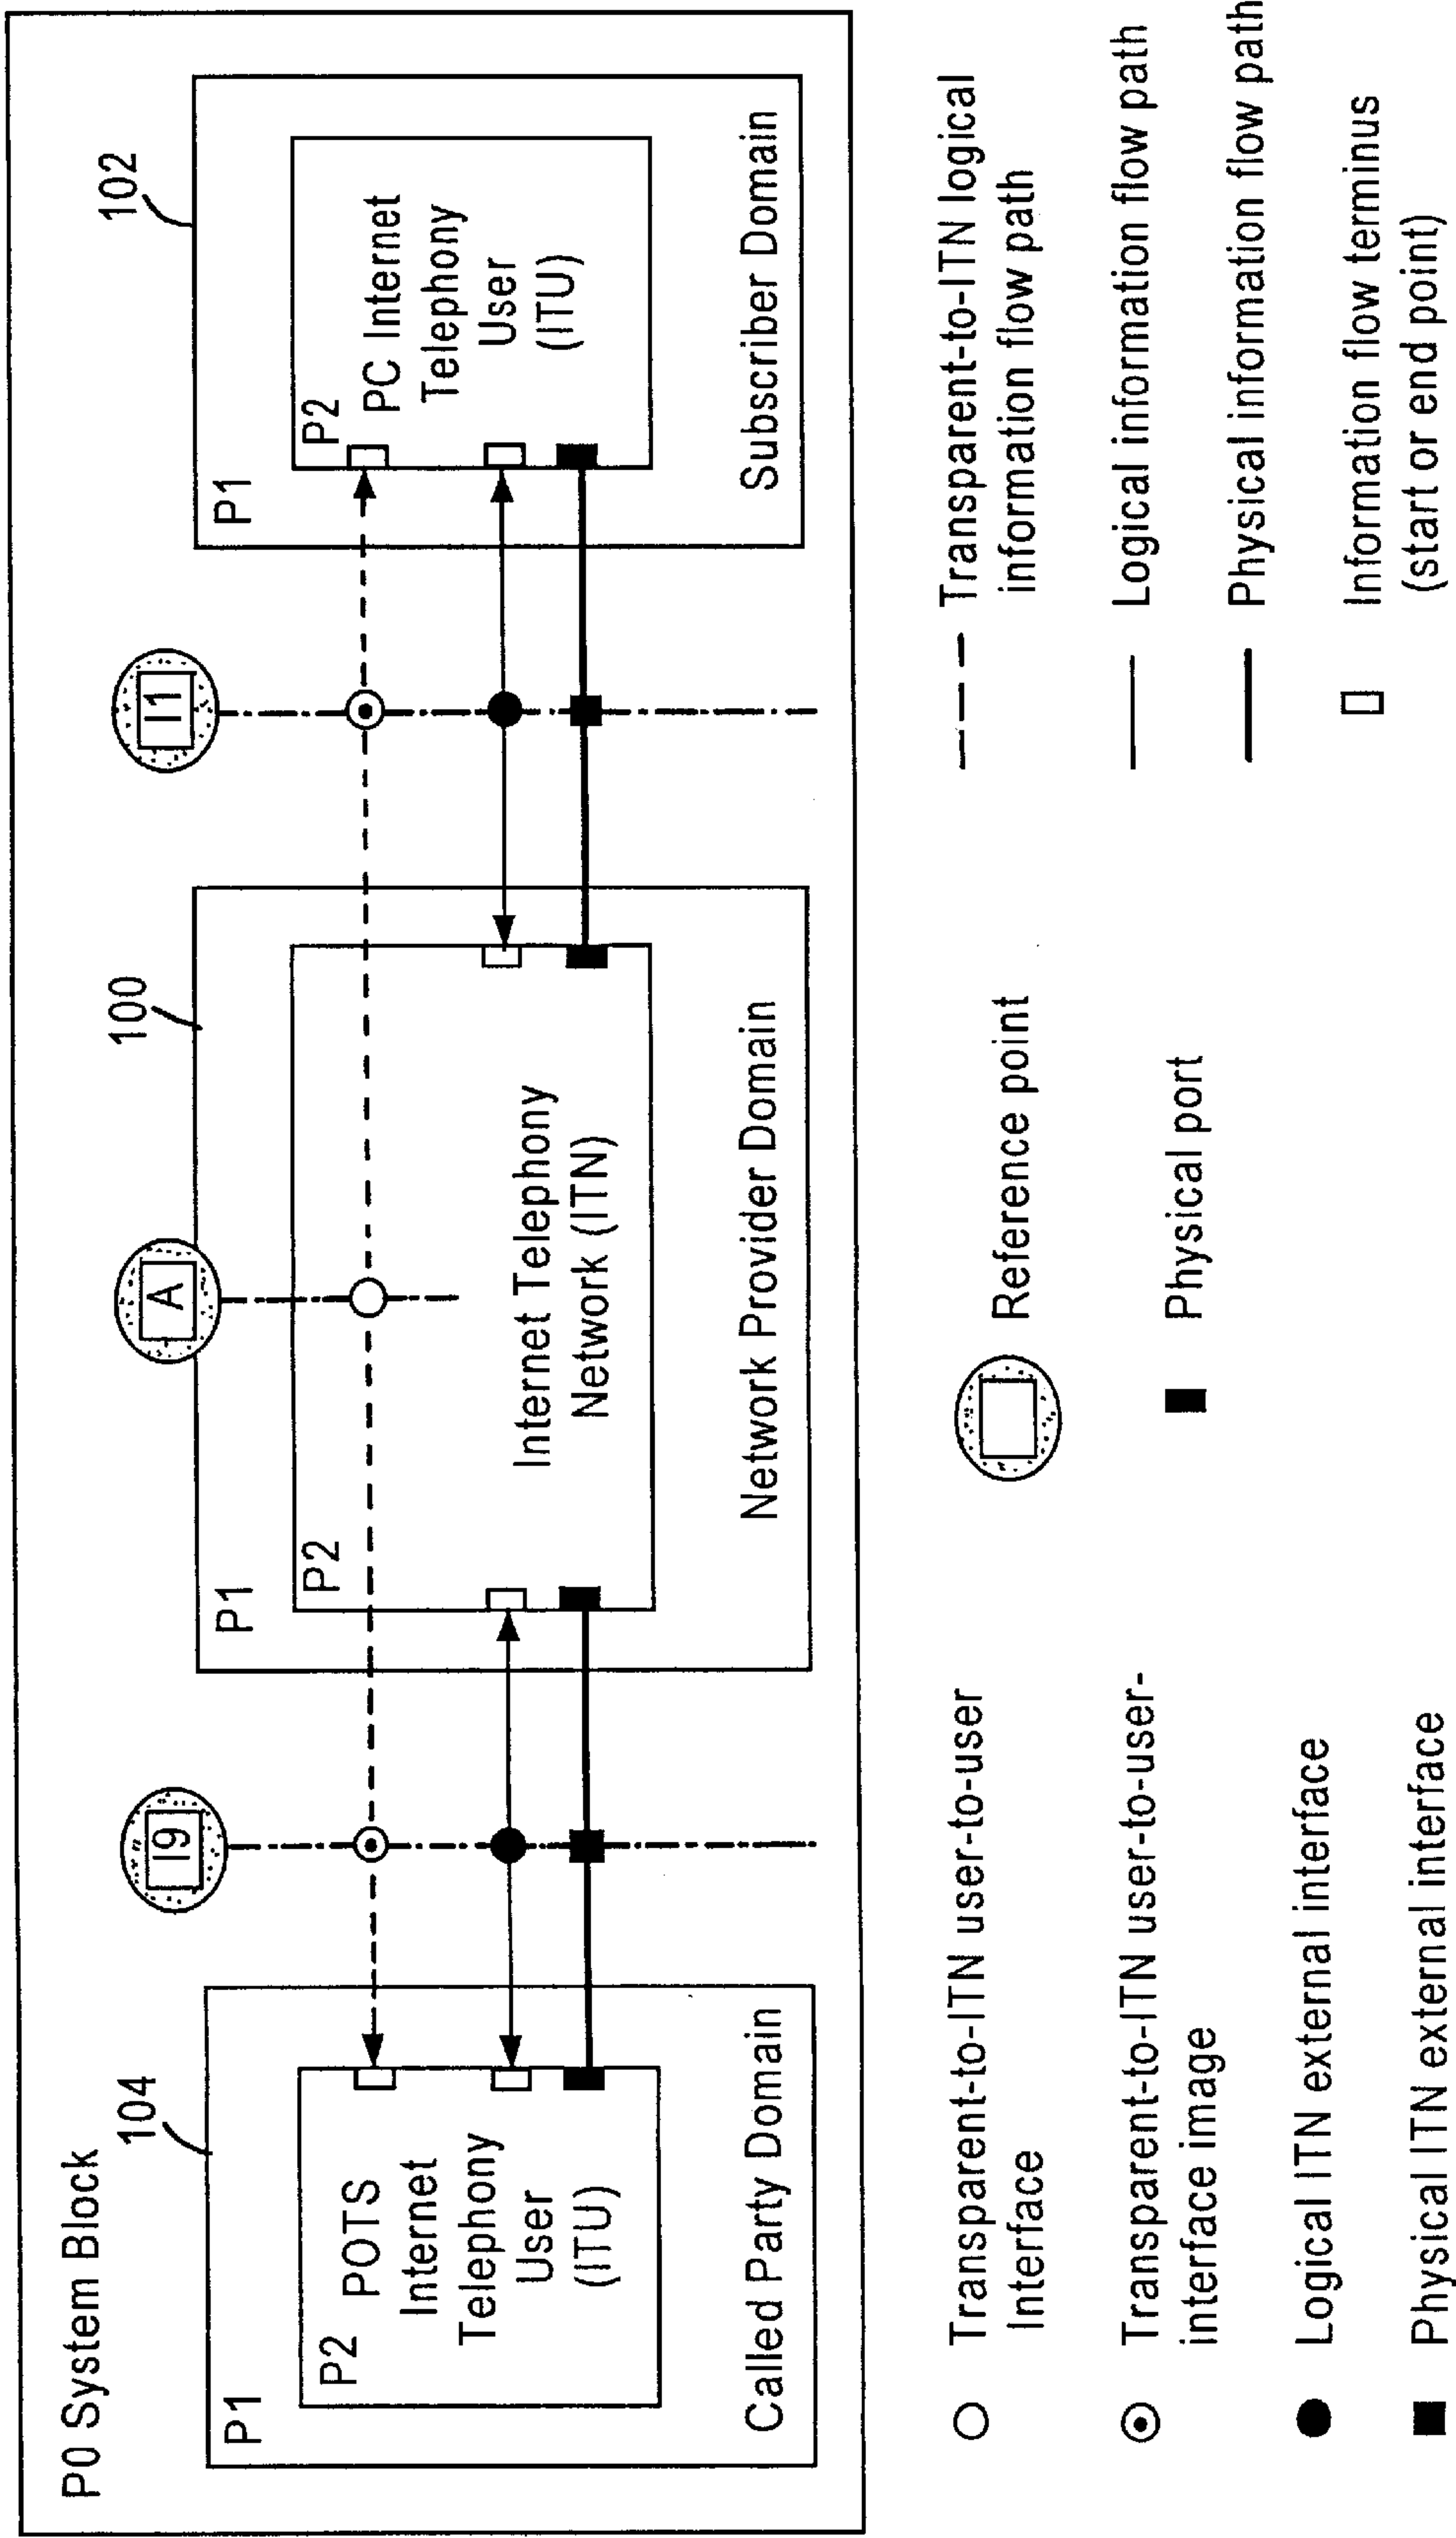 P0 System Block
104
I9
A
100
I1
102
P1
P2
POTS
Internet
Telephony
User
(ITU)
Called Party Domain
P1
P2
Internet Telephony
Network (ITN)
Network Provider Domain
P1
P2
PC Internet
Telephony
User
(ITU)
Subscriber Domain
Transparent-to-ITN user-to-user
Interface
Transparent-to-ITN user-to-user-
interface image
Logical ITN external interface
Physical ITN external interface
Reference point
Physical port
Transparent-to-ITN logical
information flow path
Logical information flow path
Physical information flow path
Information flow terminus
(start or end point)